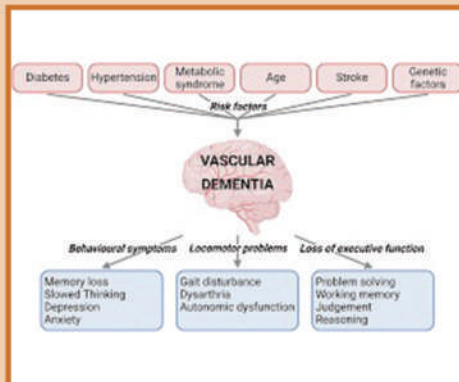 Diabetes
Hypertension
Metabolic
syndrome
Age
Stroke
Genetic
factors
Risk factors
VASCULAR
DEMENTIA
Behavioural symptoms
Locomotor problems
Loss of executive function
Memory loss
Slowed Thinking
Depression
Anxiety
Gait disturbance
Dysarthria
Autonomic dysfunction
Problem solving
Working memory
Judgement
Reasoning